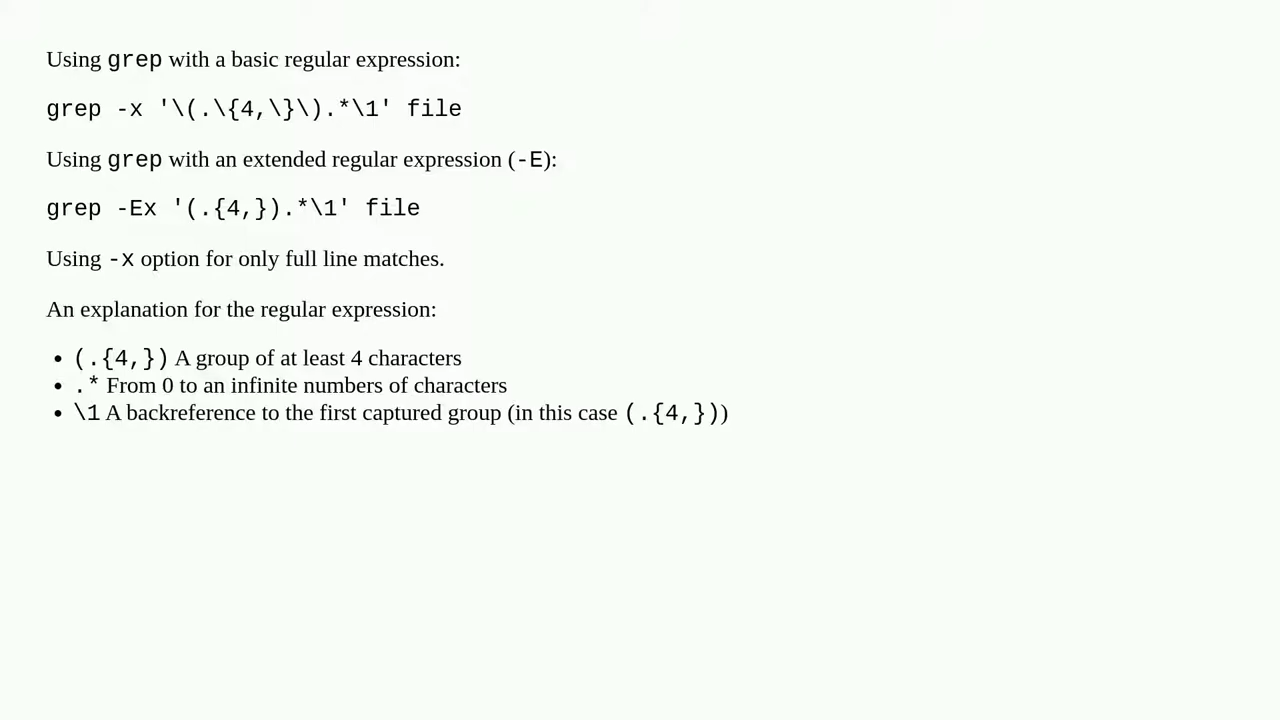 Using grep with a basic regular expression:
grep -x '\(.\{4,\}\).*\1' file
Using grep with an extended regular expression (-E):
grep -Ex '(.{4,}).*\1' file
Using -x option for only full line matches.
An explanation for the regular expression:
• (.{4,}) A group of at least 4 characters
• .* From 0 to an infinite numbers of characters
• \1 A backreference to the first captured group (in this case (.{4,}))